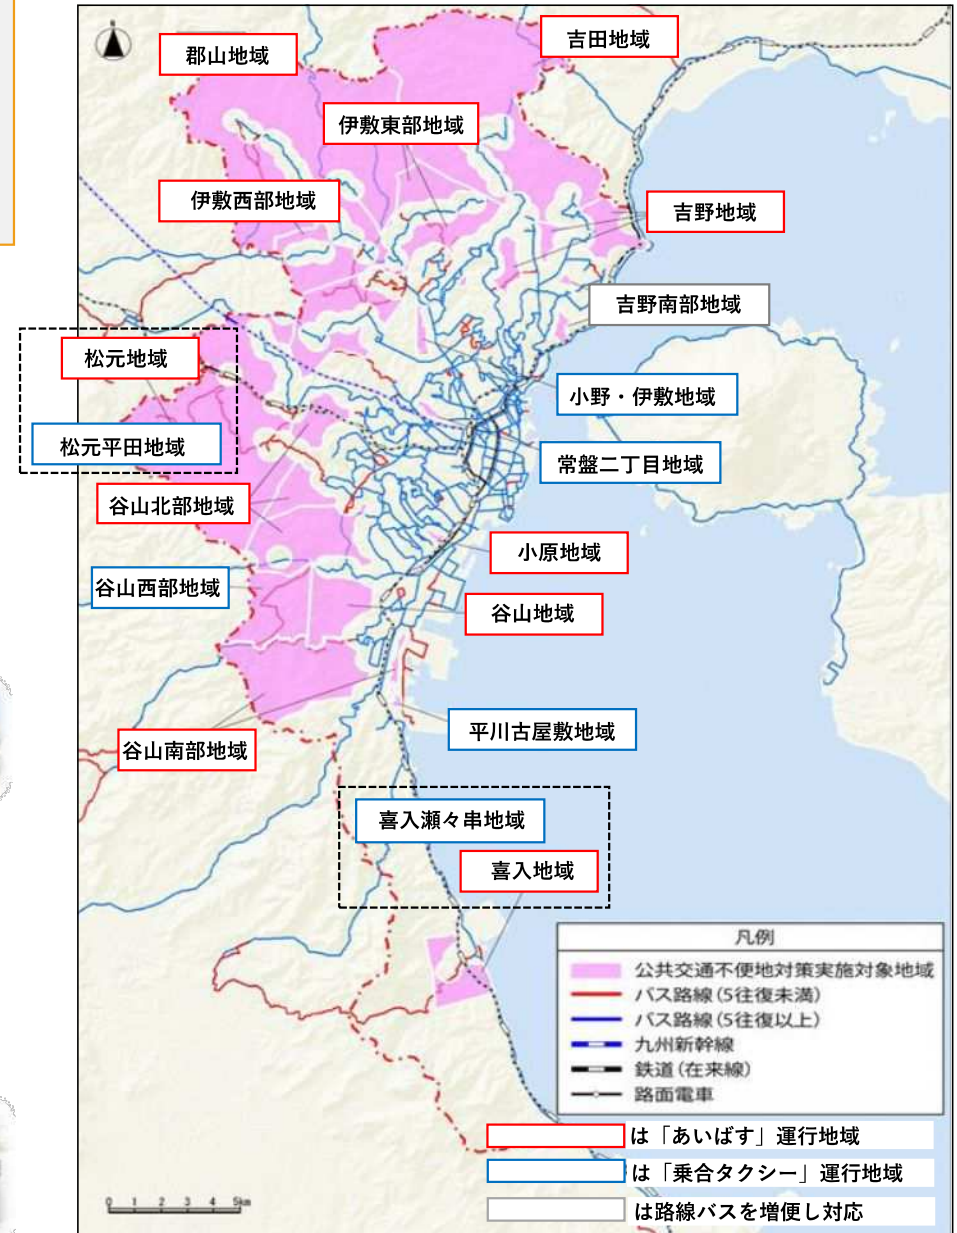 吉田地域
郡山地域
伊敷東部地域
伊敷西部地域
吉野地域
吉野南部地域
松元地域
小野・伊敷地域
松元平田地域
常盤二丁目地域
谷山北部地域
小原地域
谷山西部地域
谷山地域
平川古屋敷地域
谷山南部地域
喜入瀬々串地域
喜入地域
凡例
公共交通不便地対策実施対象地域
バス路線(5往復未満)
バス路線(5往復以上)
九州新幹線
鉄道(在来線)
路面電車
は「あいばす」運行地域
は「乗合タクシー」運行地域
は路線バスを増便し対応
0 1 2 3 4 5km